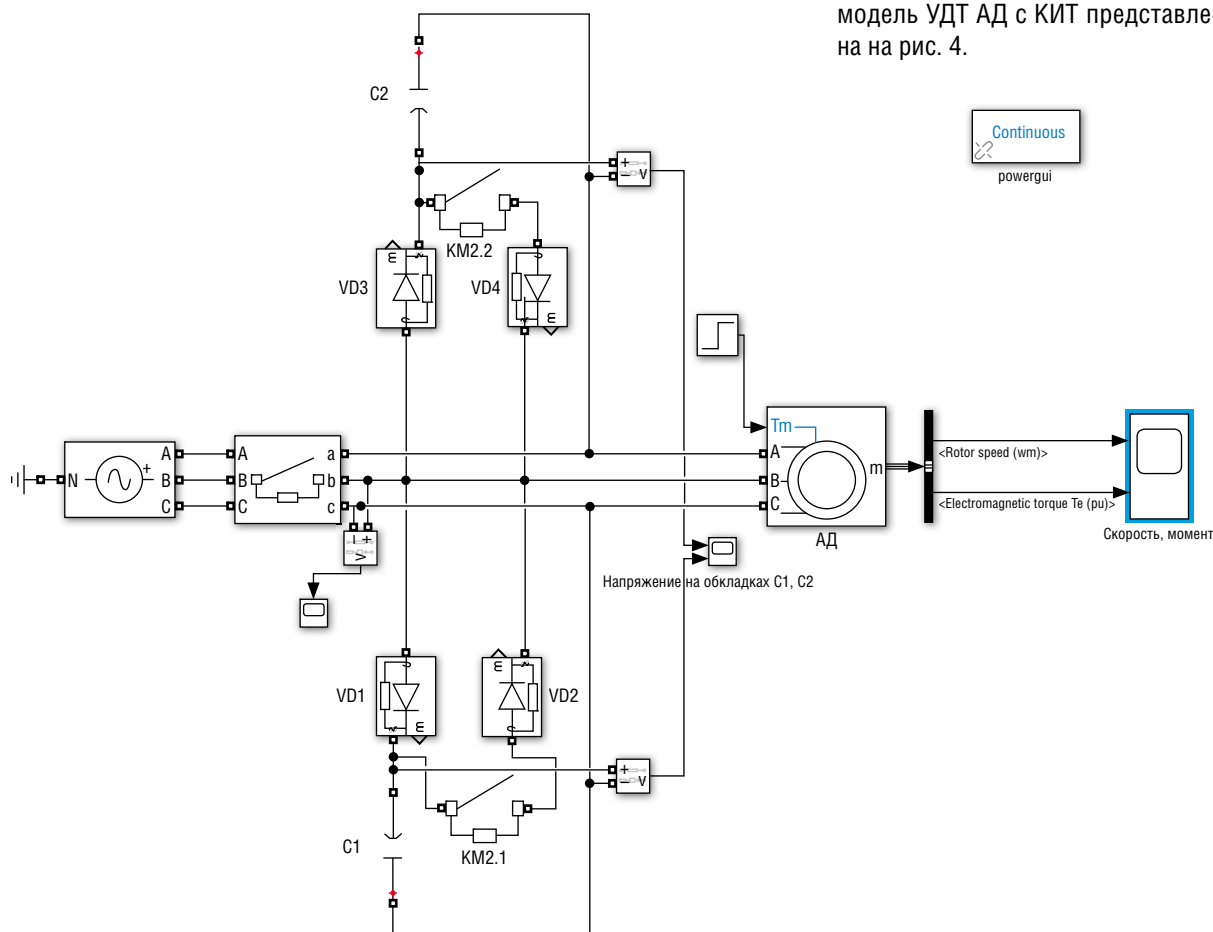 модель УДТ АД с КИТ представле
на на рис. 4.
C2
+
–
V
Continuous
powergui
KM2.2
m
VD3
VD4
m
Tm
A
A
a
A
N
+
B
B
b
B
m
<Rotor speed (wm)>
C
C
c
C
<Electromagnetic torque Te (pu)>
– +
V
АД
Скорость, момент
Напряжение на обкладках C1, C2
VD1
m
m
VD2
+
–
V
C1
KM2.1